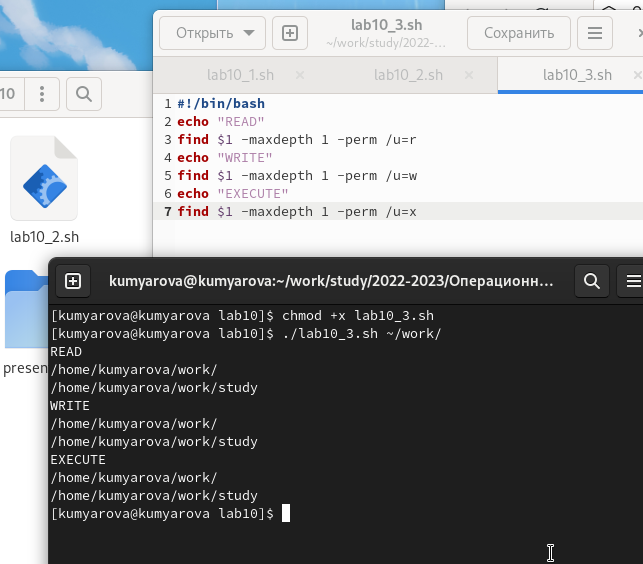 Открыть
lab10_3.sh
~/work/study/2022-...
Сохранить
lab10_1.sh ×
lab10_2.sh ×
lab10_3.sh ×
10
1 #!/bin/bash
2 echo "READ"
3 find $1 -maxdepth 1 -perm /u=r
4 echo "WRITE"
5 find $1 -maxdepth 1 -perm /u=w
6 echo "EXECUTE"
7 find $1 -maxdepth 1 -perm /u=x
lab10_2.sh
presen
kumyarova@kumyarova:~/work/study/2022-2023/Операционн...
[kumyarova@kumyarova lab10]$ chmod +x lab10_3.sh
[kumyarova@kumyarova lab10]$ ./lab10_3.sh ~/work/
READ
/home/kumyarova/work/
/home/kumyarova/work/study
WRITE
/home/kumyarova/work/
/home/kumyarova/work/study
EXECUTE
/home/kumyarova/work/
/home/kumyarova/work/study
[kumyarova@kumyarova lab10]$